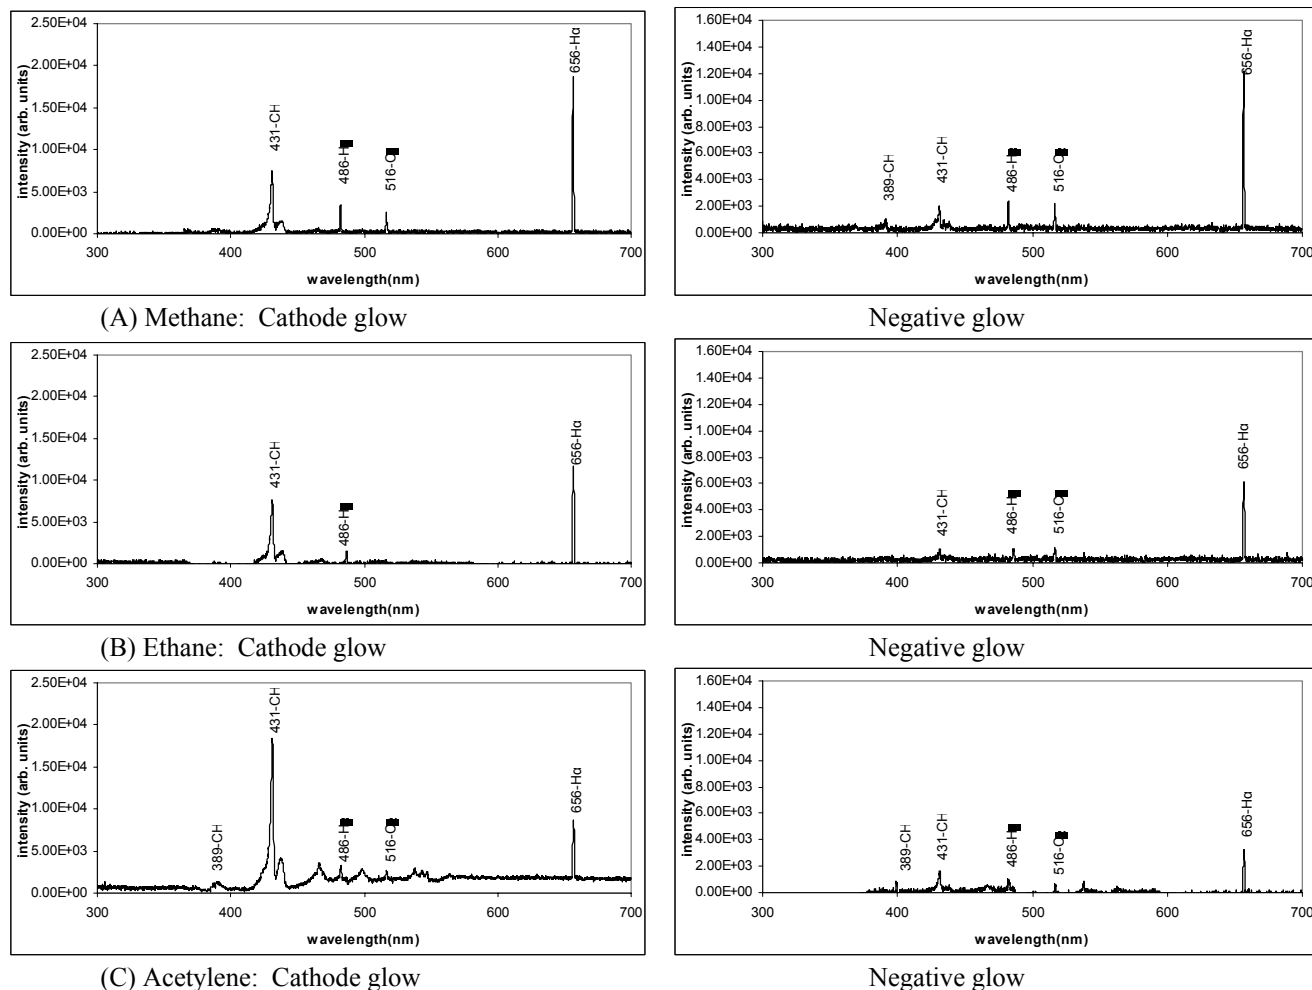 2.50E+04
2.00E+04
1.50E+04
1.00E+04
5.00E+03
0.00E+00
intensity (arb. units)
431-CH
486-H
516-C
656-Hα
300 400 500 600 700
wavelength(nm)
(A) Methane: Cathode glow
1.60E+04
1.40E+04
1.20E+04
1.00E+04
8.00E+03
6.00E+03
4.00E+03
2.00E+03
0.00E+00
intensity (arb. units)
389-CH
431-CH
486-H
516-C
656-Hα
300 400 500 600 700
wavelength(nm)
Negative glow
2.50E+04
2.00E+04
1.50E+04
1.00E+04
5.00E+03
0.00E+00
intensity (arb. units)
431-CH
486-H
656-Hα
300 400 500 600 700
wavelength(nm)
(B) Ethane: Cathode glow
1.60E+04
1.40E+04
1.20E+04
1.00E+04
8.00E+03
6.00E+03
4.00E+03
2.00E+03
0.00E+00
intensity (arb. units)
431-CH
486-H
516-C
656-Hα
300 400 500 600 700
wavelength(nm)
Negative glow
2.50E+04
2.00E+04
1.50E+04
1.00E+04
5.00E+03
0.00E+00
intensity (arb. units)
389-CH
431-CH
486-H
516-C
656-Hα
300 400 500 600 700
wavelength(nm)
(C) Acetylene: Cathode glow
1.60E+04
1.40E+04
1.20E+04
1.00E+04
8.00E+03
6.00E+03
4.00E+03
2.00E+03
0.00E+00
intensity (arb. units)
389-CH
431-CH
486-H
516-C
656-Hα
300 400 500 600 700
wavelength(nm)
Negative glow